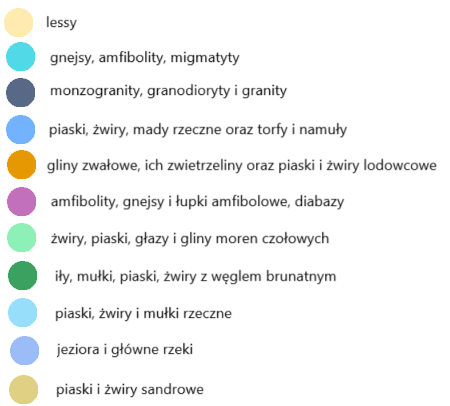 lessy
gnejsy, amfibolity, migmatyty
monzogranity, granodioryty i granity
piaski, żwiry, mady rzeczne oraz torfy i namuły
gliny zwałowe, ich zwietrzeliny oraz piaski i żwiry lodowcowe
amfibolity, gnejsy i łupki amfibolowe, diabazy
żwiry, piaski, głazy i gliny moren czołowych
iły, mułki, piaski, żwiry z węglem brunatnym
piaski, żwiry i mułki rzeczne
jeziora i główne rzeki
piaski i żwiry sandrowe